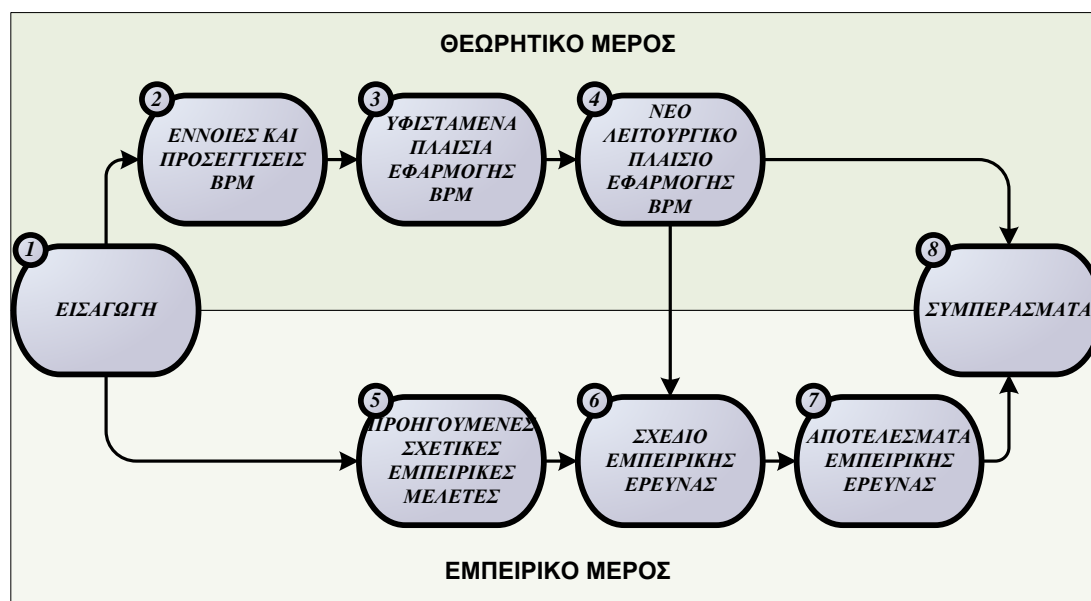 ΘΕΩΡΗΤΙΚΟ ΜΕΡΟΣ
1
ΕΙΣΑΓΩΓΗ
2
ΕΝΝΟΙΕΣ ΚΑΙ
ΠΡΟΣΕΓΓΙΣΕΙΣ
BPM
3
ΥΦΙΣΤΑΜΕΝΑ
ΠΛΑΙΣΙΑ
ΕΦΑΡΜΟΓΗΣ
BPM
4
ΝΕΟ
ΛΕΙΤΟΥΡΓΙΚΟ
ΠΛΑΙΣΙΟ
ΕΦΑΡΜΟΓΗΣ
BPM
5
ΠΡΟΗΓΟΥΜΕΝΕΣ
ΣΧΕΤΙΚΕΣ
ΕΜΠΕΙΡΙΚΕΣ
ΜΕΛΕΤΕΣ
6
ΣΧΕΔΙΟ
ΕΜΠΕΙΡΙΚΗΣ
ΕΡΕΥΝΑΣ
7
ΑΠΟΤΕΛΕΣΜΑΤΑ
ΕΜΠΕΙΡΙΚΗΣ
ΕΡΕΥΝΑΣ
8
ΣΥΜΠΕΡΑΣΜΑΤΑ
ΕΜΠΕΙΡΙΚΟ ΜΕΡΟΣ